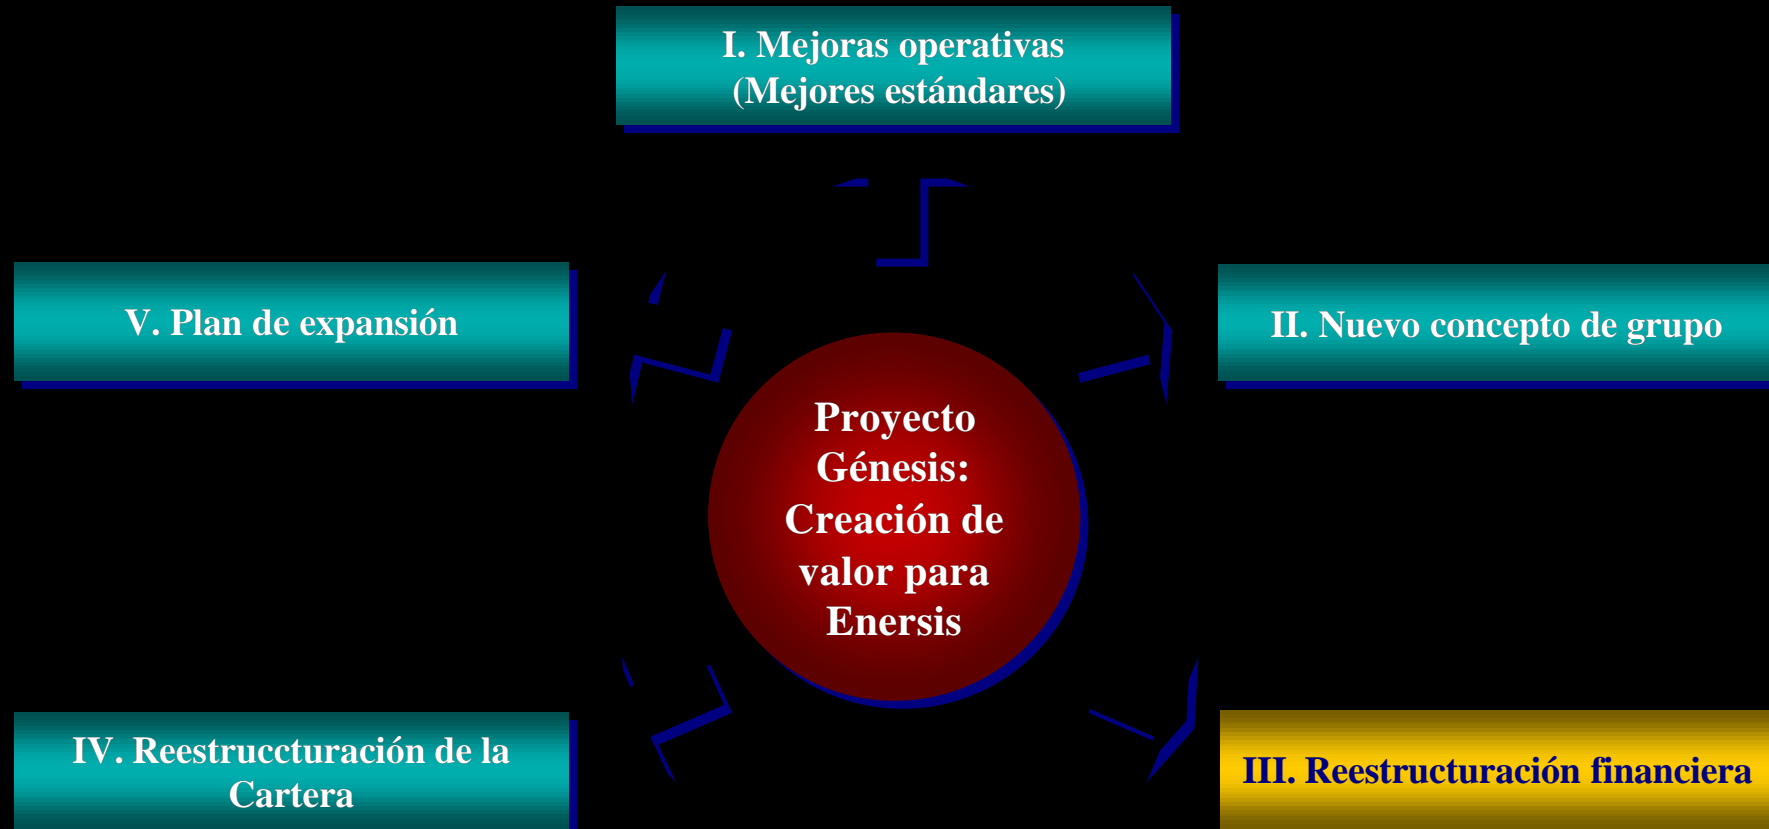 I. Mejoras operativas
(Mejores estándares)
V. Plan de expansión
II. Nuevo concepto de grupo
Proyecto
Génesis:
Creación de
valor para
Enersis
IV. Reestruccturación de la
Cartera
III. Reestructuración financiera